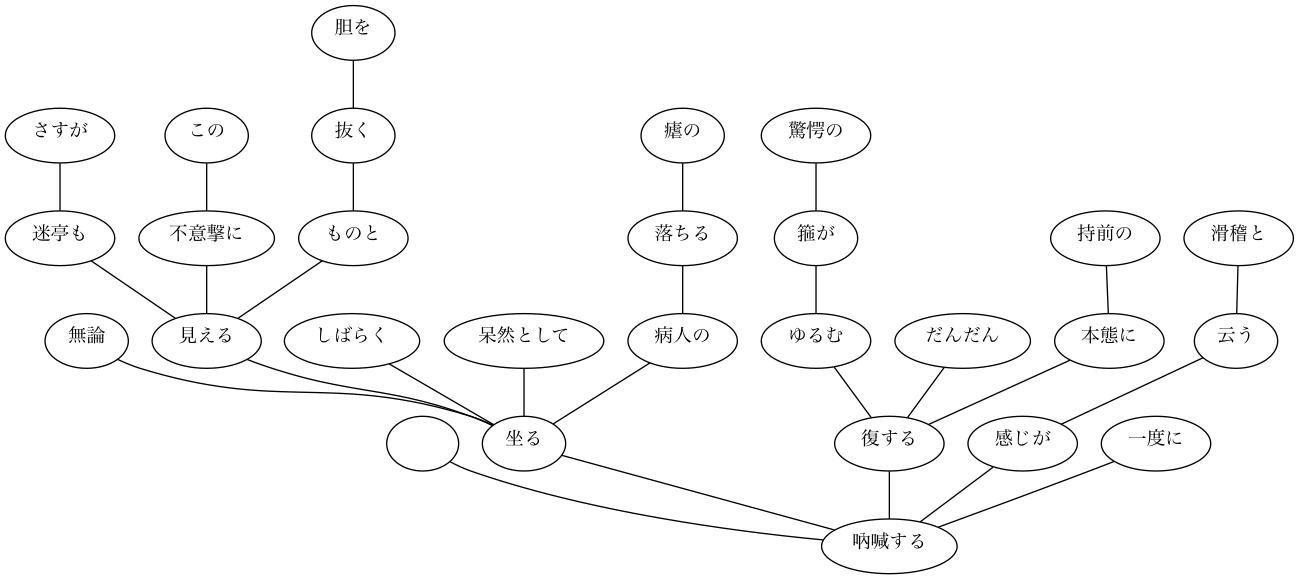 胆を
さすが
この
抜く
瘧の
驚愕の
迷亭も
不意撃に
ものと
落ちる
箍が
持前の
滑稽と
無論
見える
しばらく
呆然として
病人の
ゆるむ
だんだん
本態に
云う
坐る
復する
感じが
一度に
吶喊する